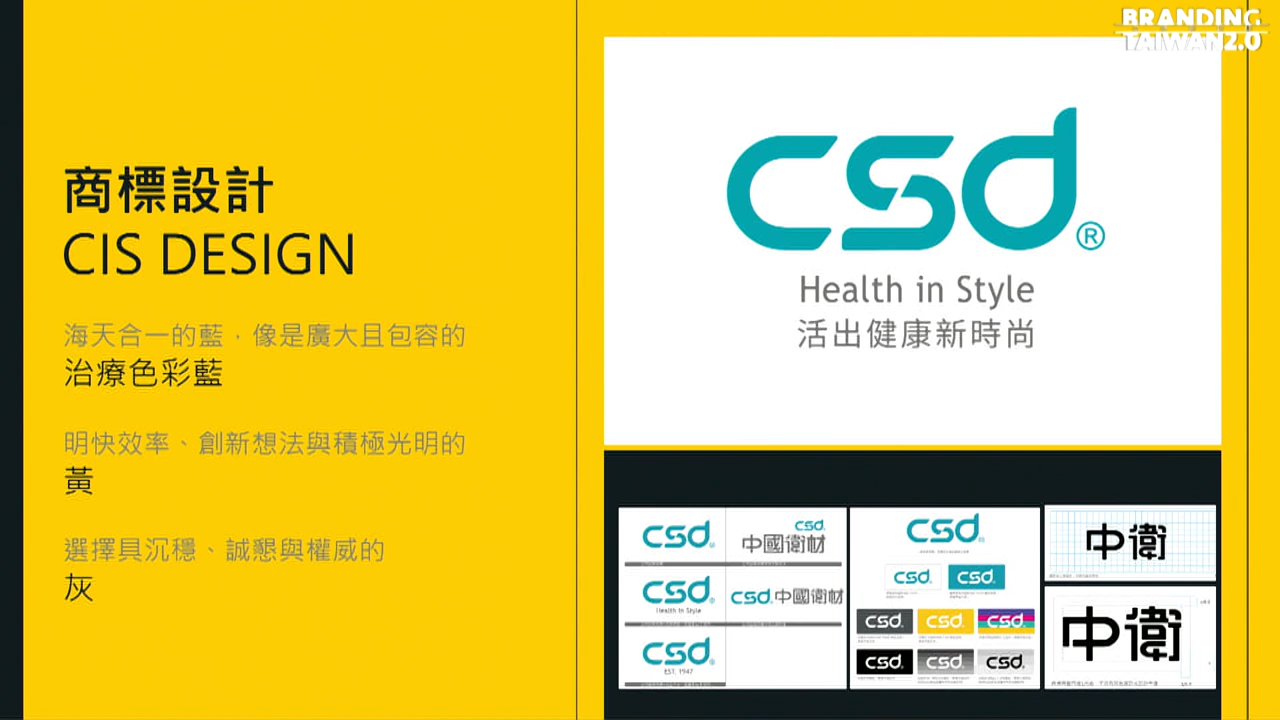 BRANDING
TAIWAN2.0
商標設計
CIS DESIGN
海天合一的藍，像是廣大且包容的
治療色彩藍
明快效率、創新想法與積極光明的
黃
選擇具沉穩、誠懇與權威的
灰
csd®
Health in Style
活出健康新時尚
csd
csd
中國衛材
csd
Health in Style
csd 中國衛材
csd
EST. 1947
csd
csd
csd
csd
csd
csd
csd
csd
csd
中衛
中衛